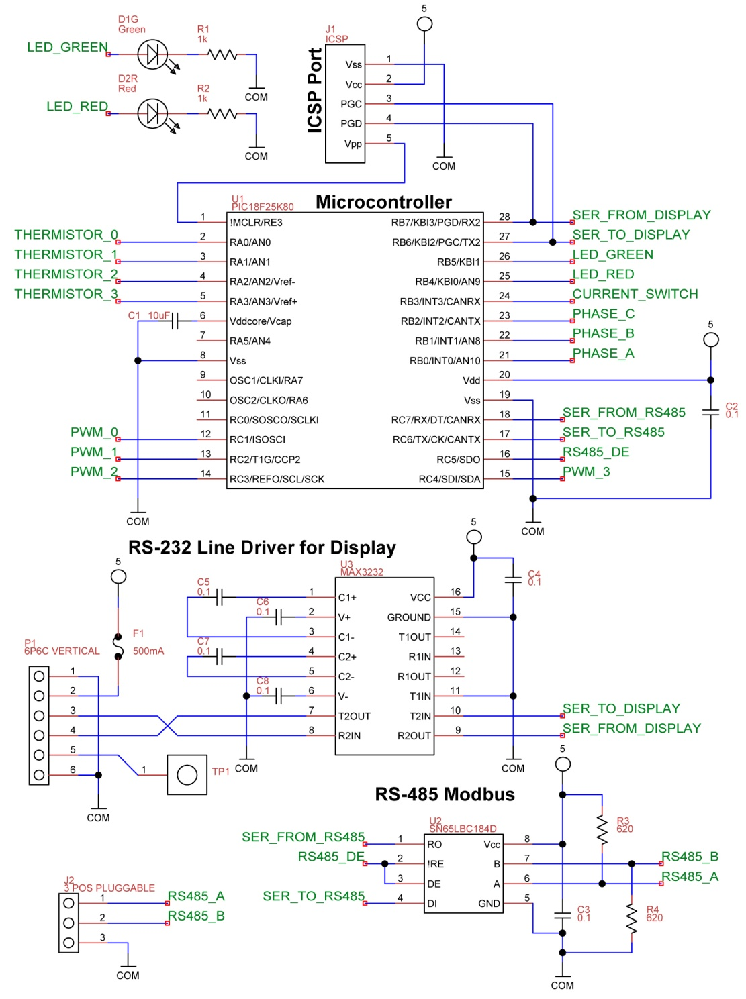 D1G
Green
R1
1k
LED_GREEN
COM
D2R
Red
R2
1k
LED_RED
COM
5
J1
ICSP
ICSP Port
Vss 1
Vcc 2
PGC 3
PGD 4
Vpp 5
COM
Microcontroller
U1
PIC18F25K80
1 !MCLR/RE3
THERMISTOR_0 2 RA0/AN0
THERMISTOR_1 3 RA1/AN1
THERMISTOR_2 4 RA2/AN2/Vref-
THERMISTOR_3 5 RA3/AN3/Vref+
C1 10uF 6 Vddcore/Vcap
7 RA5/AN4
8 Vss
9 OSC1/CLKI/RA7
10 OSC2/CLKO/RA6
11 RC0/SOSCO/SCLKI
PWM_0 12 RC1/ISOSCI
PWM_1 13 RC2/T1G/CCP2
PWM_2 14 RC3/REFO/SCL/SCK
COM
RB7/KBI3/PGD/RX2 28 SER_FROM_DISPLAY
RB6/KBI2/PGC/TX2 27 SER_TO_DISPLAY
RB5/KBI1 26 LED_GREEN
RB4/KBI0/AN9 25 LED_RED
RB3/INT3/CANRX 24 CURRENT_SWITCH
RB2/INT2/CANTX 23 PHASE_C
RB1/INT1/AN8 22 PHASE_B
RB0/INT0/AN10 21 PHASE_A
Vdd 20
Vss 19
RC7/RX/DT/CANRX 18 SER_FROM_RS485
RC6/TX/CK/CANTX 17 SER_TO_RS485
RC5/SDO 16 RS485_DE
RC4/SDI/SDA 15 PWM_3
5
C2
0.1
COM
RS-232 Line Driver for Display
5
F1
500mA
P1
6P6C VERTICAL
1
2
3
4
5
6
COM
1
TP1
U3
MAX3232
C5
0.1
C6
0.1
C7
0.1
C8
0.1
1 C1+
2 V+
3 C1-
4 C2+
5 C2-
6 V-
7 T2OUT
8 R2IN
COM
5
C4
0.1
VCC 16
GROUND 15
T1OUT 14
R1IN 13
R1OUT 12
T1IN 11
T2IN 10 SER_TO_DISPLAY
R2OUT 9 SER_FROM_DISPLAY
COM
RS-485 Modbus
5
U2
SN65LBC184D
SER_FROM_RS485 1 RO
RS485_DE 2 !RE
3 DE
SER_TO_RS485 4 DI
Vcc 8
B 7 RS485_B
A 6 RS485_A
GND 5
R3
620
R4
620
C3
0.1
COM
J2
3 POS PLUGGABLE
1 RS485_A
2 RS485_B
3
COM